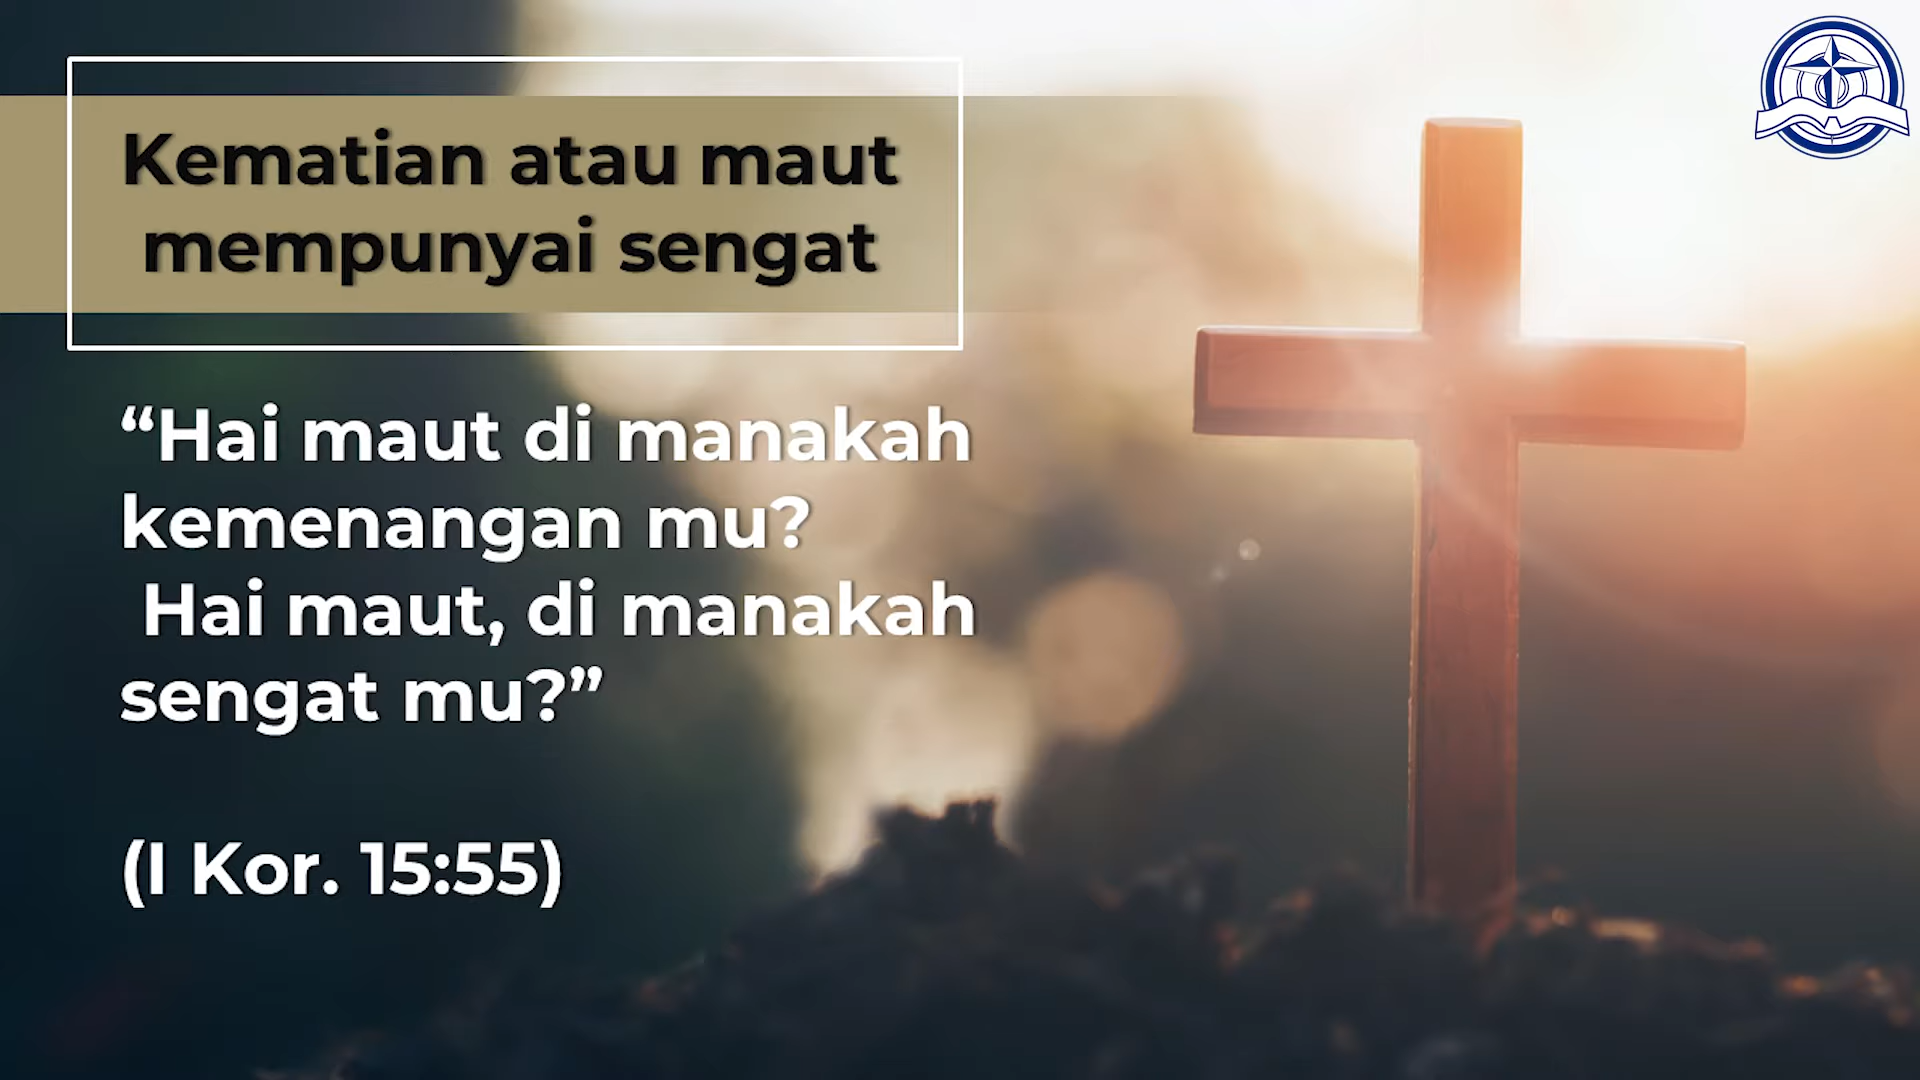 Kematian atau maut
mempunyai sengat
“Hai maut di manakah
kemenangan mu?
Hai maut, di manakah
sengat mu?”
(I Kor. 15:55)